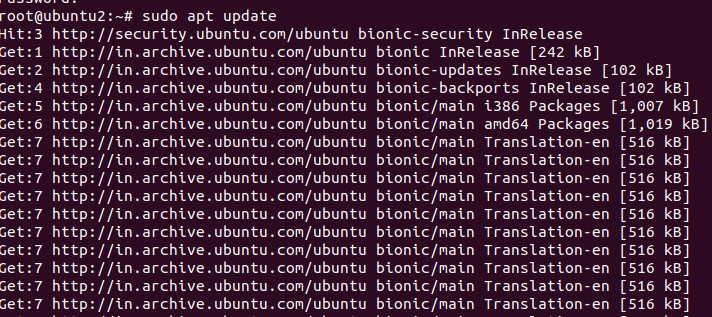 root@ubuntu2:~# sudo apt update
Hit:3 http://security.ubuntu.com/ubuntu bionic-security InRelease
Get:1 http://in.archive.ubuntu.com/ubuntu bionic InRelease [242 kB]
Get:2 http://in.archive.ubuntu.com/ubuntu bionic-updates InRelease [102 kB]
Get:4 http://in.archive.ubuntu.com/ubuntu bionic-backports InRelease [102 kB]
Get:5 http://in.archive.ubuntu.com/ubuntu bionic/main i386 Packages [1,007 kB]
Get:6 http://in.archive.ubuntu.com/ubuntu bionic/main amd64 Packages [1,019 kB]
Get:7 http://in.archive.ubuntu.com/ubuntu bionic/main Translation-en [516 kB]
Get:7 http://in.archive.ubuntu.com/ubuntu bionic/main Translation-en [516 kB]
Get:7 http://in.archive.ubuntu.com/ubuntu bionic/main Translation-en [516 kB]
Get:7 http://in.archive.ubuntu.com/ubuntu bionic/main Translation-en [516 kB]
Get:7 http://in.archive.ubuntu.com/ubuntu bionic/main Translation-en [516 kB]
Get:7 http://in.archive.ubuntu.com/ubuntu bionic/main Translation-en [516 kB]
Get:7 http://in.archive.ubuntu.com/ubuntu bionic/main Translation-en [516 kB]
Get:7 http://in.archive.ubuntu.com/ubuntu bionic/main Translation-en [516 kB]
Get:7 http://in.archive.ubuntu.com/ubuntu bionic/main Translation-en [516 kB]
Get:7 http://in.archive.ubuntu.com/ubuntu bionic/main Translation-en [516 kB]